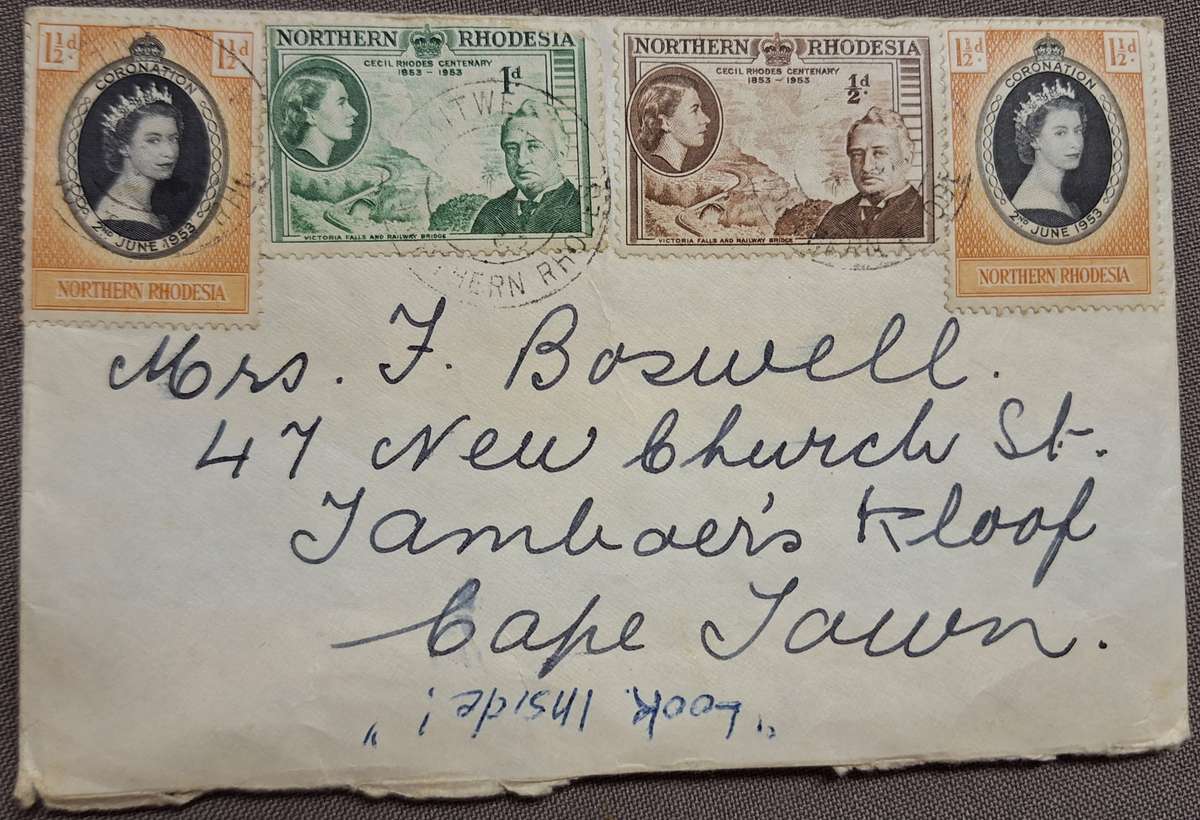 1½d. 1½d.
CORONATION
2ND JUNE 1953
NORTHERN RHODESIA
NORTHERN RHODESIA
CECIL RHODES CENTENARY
1853 - 1953
1d
VICTORIA FALLS AND RAILWAY BRIDGE
NORTHERN RHODESIA
CECIL RHODES CENTENARY
1853 - 1953
½d
VICTORIA FALLS AND RAILWAY BRIDGE
1½d. 1½d.
CORONATION
2ND JUNE 1953
NORTHERN RHODESIA
Mrs. F. Boswell.
47 New Church St.
Tamboer's Kloof
Cape Town.
"Look Inside!"